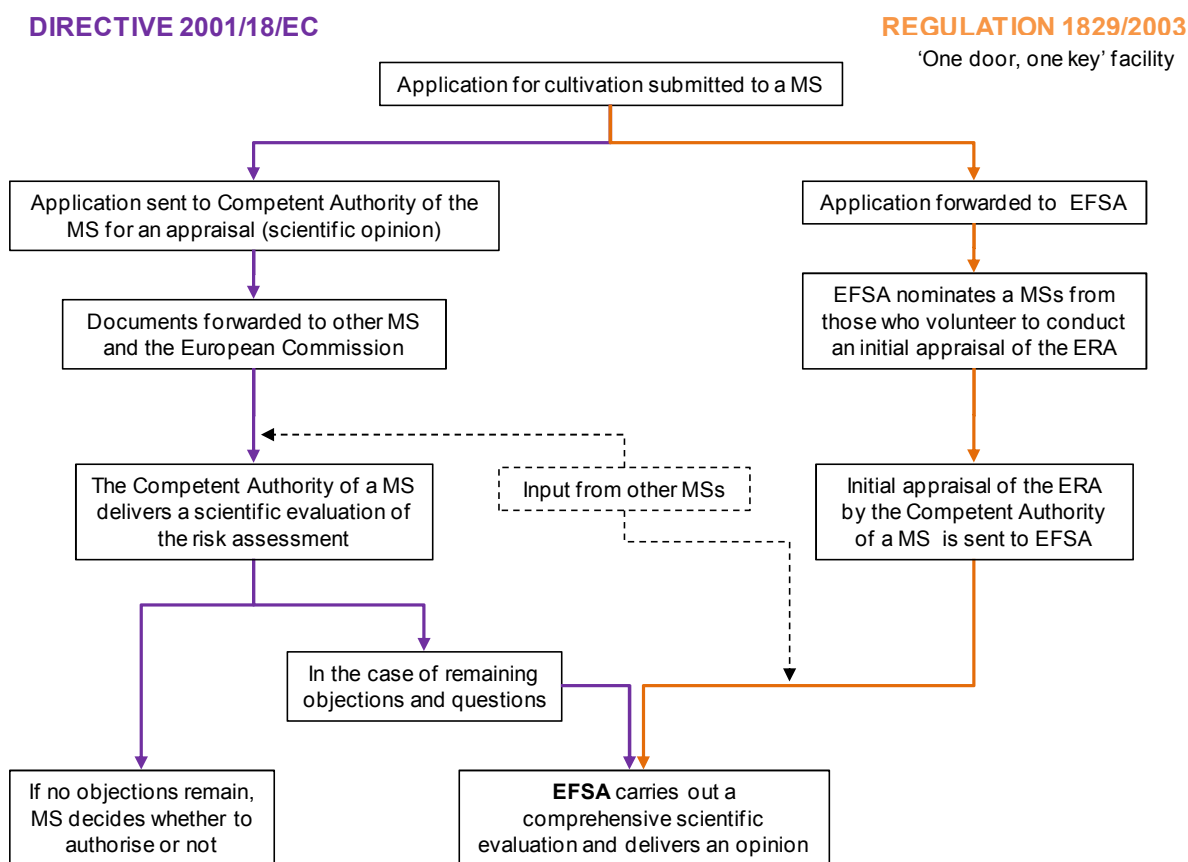 DIRECTIVE 2001/18/EC
REGULATION 1829/2003
‘One door, one key’ facility
Application for cultivation submitted to a MS
Application sent to Competent Authority of the
MS for an appraisal (scientific opinion)
Application forwarded to EFSA
Documents forwarded to other MS
and the European Commission
EFSA nominates a MSs from
those who volunteer to conduct
an initial appraisal of the ERA
The Competent Authority of a MS
delivers a scientific evaluation of
the risk assessment
Input from other MSs
Initial appraisal of the ERA
by the Competent Authority
of a MS is sent to EFSA
In the case of remaining
objections and questions
If no objections remain,
MS decides whether to
authorise or not
EFSA carries out a
comprehensive scientific
evaluation and delivers an opinion